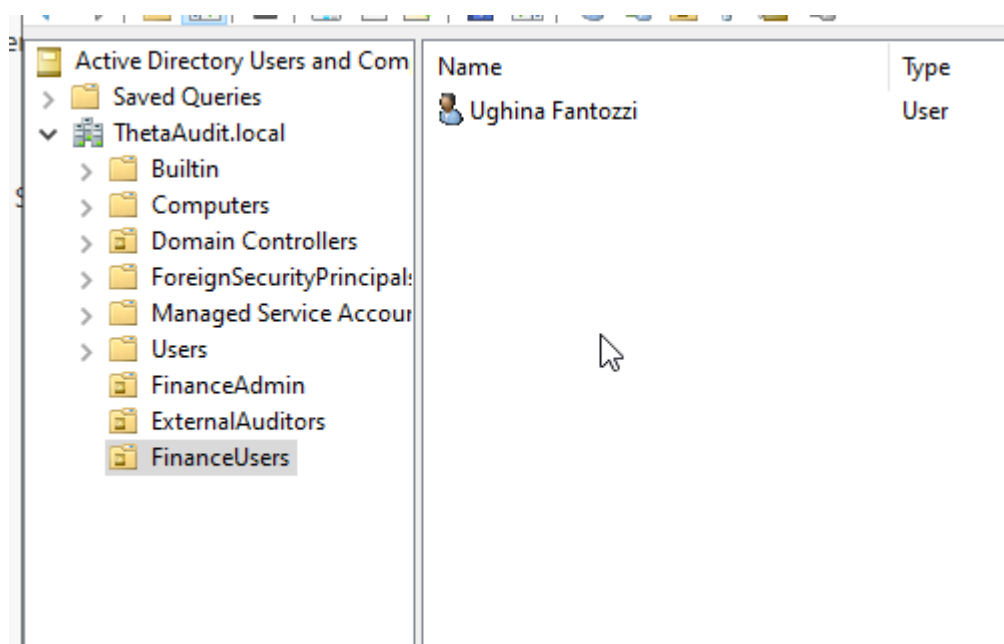 Active Directory Users and Com
Saved Queries
ThetaAudit.local
Builtin
Computers
Domain Controllers
ForeignSecurityPrincipal
Managed Service Accour
Users
FinanceAdmin
ExternalAuditors
FinanceUsers
Name Type
Ughina Fantozzi User